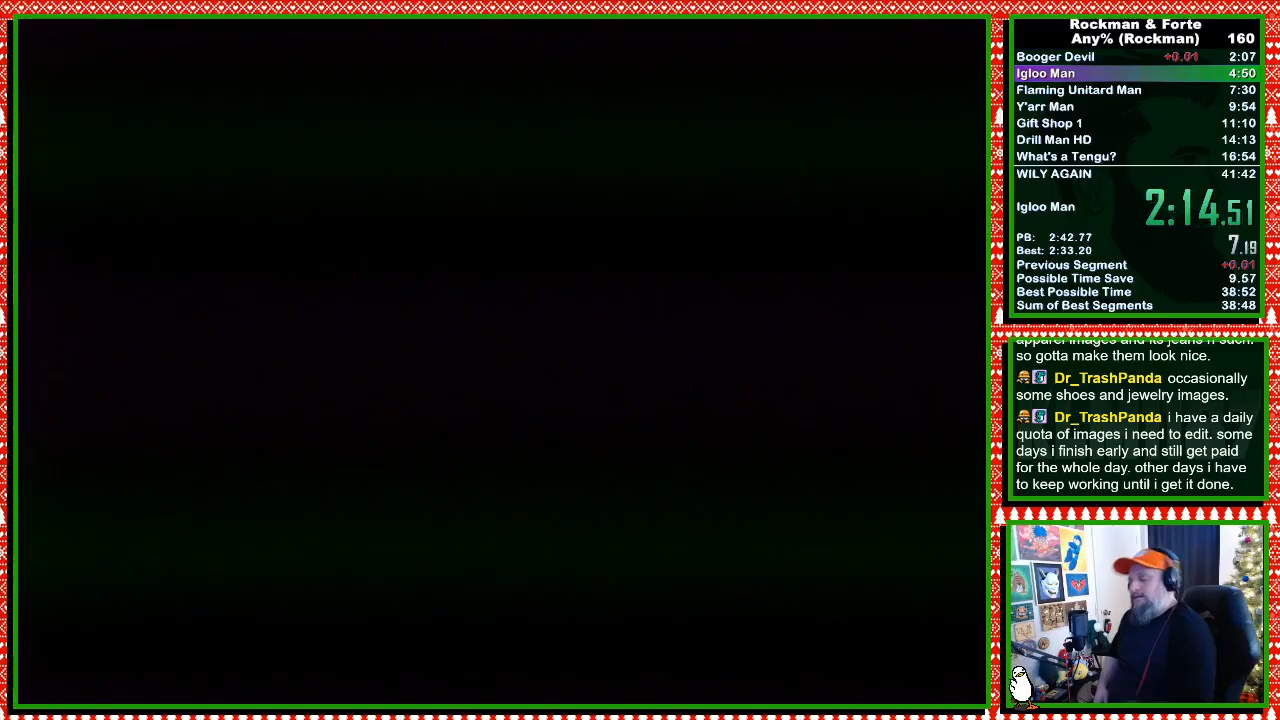 Rockman & Forte
Any% (Rockman) 160
Booger Devil +0.01 2:07
Igloo Man 4:50
Flaming Unitard Man 7:30
Y'arr Man 9:54
Gift Shop 1 11:10
Drill Man HD 14:13
What's a Tengu? 16:54
WILY AGAIN 41:42
Igloo Man 2:14.51
PB: 2:42.77 7.19
Best: 2:33.20
Previous Segment +0.01
Possible Time Save 9.57
Best Possible Time 38:52
Sum of Best Segments 38:48
apparel images and its jeans n such.
so gotta make them look nice.
Dr_TrashPanda occasionally
some shoes and jewelry images.
Dr_TrashPanda i have a daily
quota of images i need to edit. some
days i finish early and still get paid
for the whole day. other days i have
to keep working until i get it done.